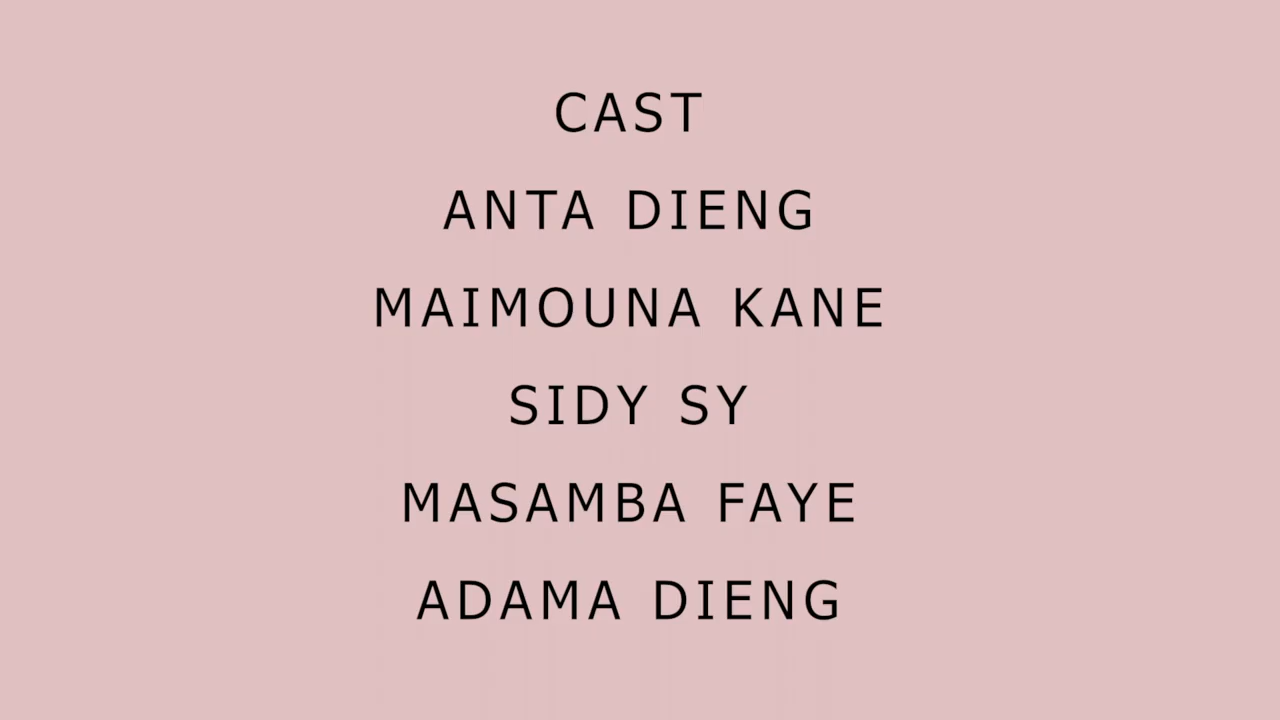 CAST
ANTA DIENG
MAIMOUNA KANE
SIDY SY
MASAMBA FAYE
ADAMA DIENG